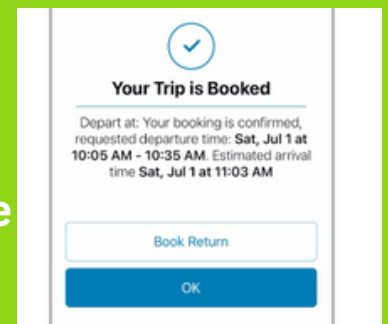 Your Trip is Booked
Depart at: Your booking is confirmed,
requested departure time: Sat, Jul 1 at
10:05 AM - 10:35 AM. Estimated arrival
time Sat, Jul 1 at 11:03 AM
e
Book Return
OK